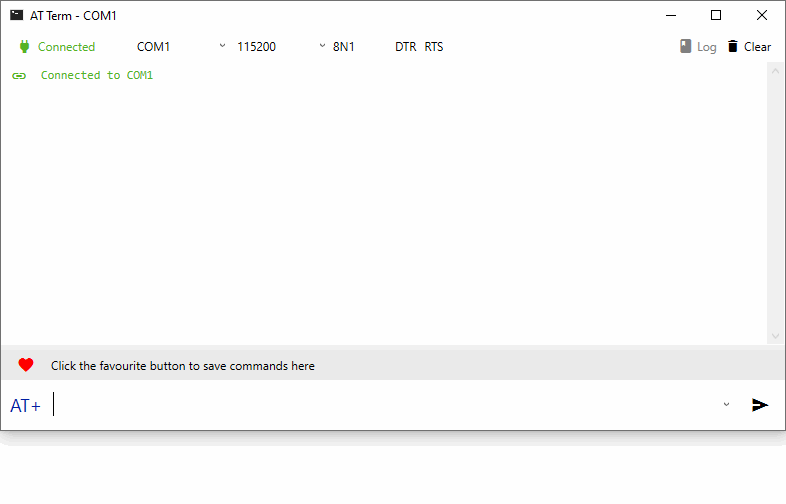 AT Term - COM1
Connected COM1 115200 8N1 DTR RTS Log Clear
Connected to COM1
Click the favourite button to save commands here
AT+